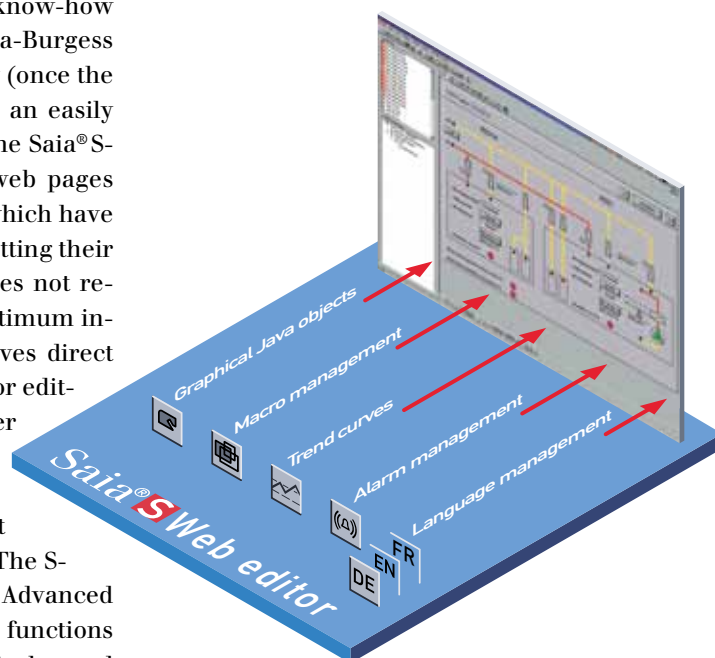 know-how
a-Burgess
(once the
an easily
ne Saia® S-
web pages
which have
tting their
es not re-
timum in-
ves direct
or edit-
er
t
The S-
Advanced
functions
Graphical Java objects
Macro management
Trend curves
Alarm management
Language management
DE
EN
FR
Saia® S Web editor